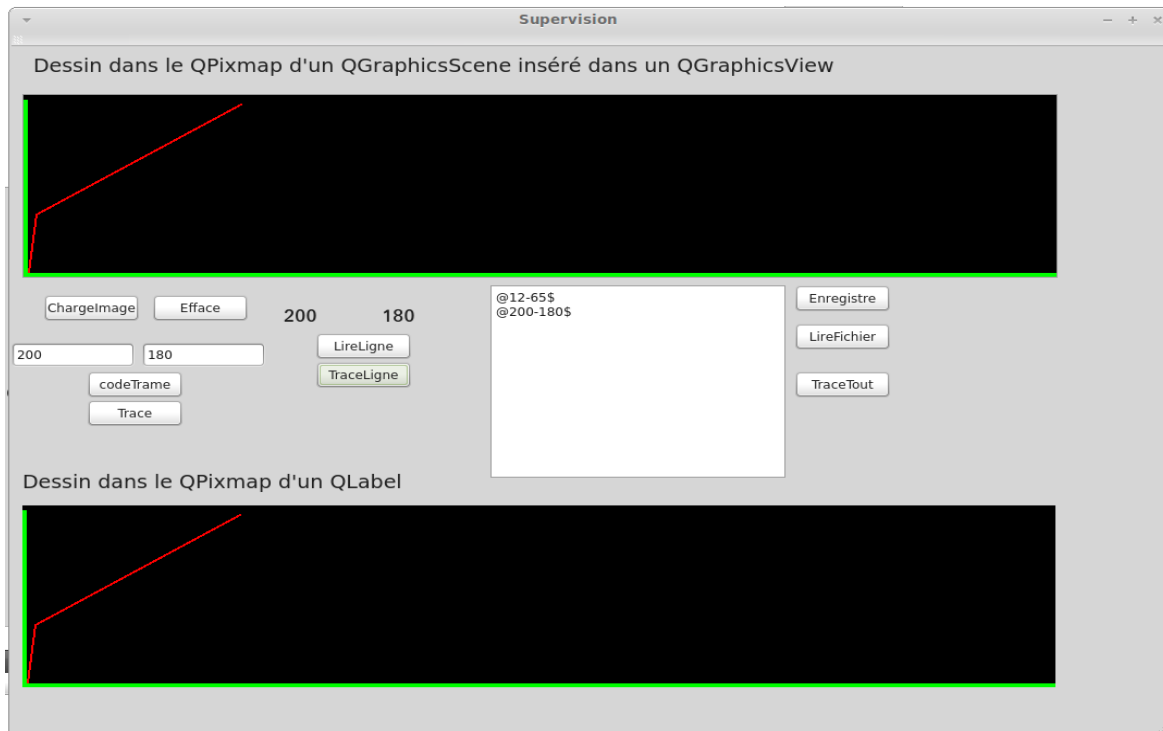 Supervision
Dessin dans le QPixmap d'un QGraphicsScene inséré dans un QGraphicsView
ChargeImage
Efface
200
180
@12-65$
@200-180$
Enregistre
LireLigne
LireFichier
200
180
TraceLigne
codeTrame
TraceTout
Trace
Dessin dans le QPixmap d'un QLabel